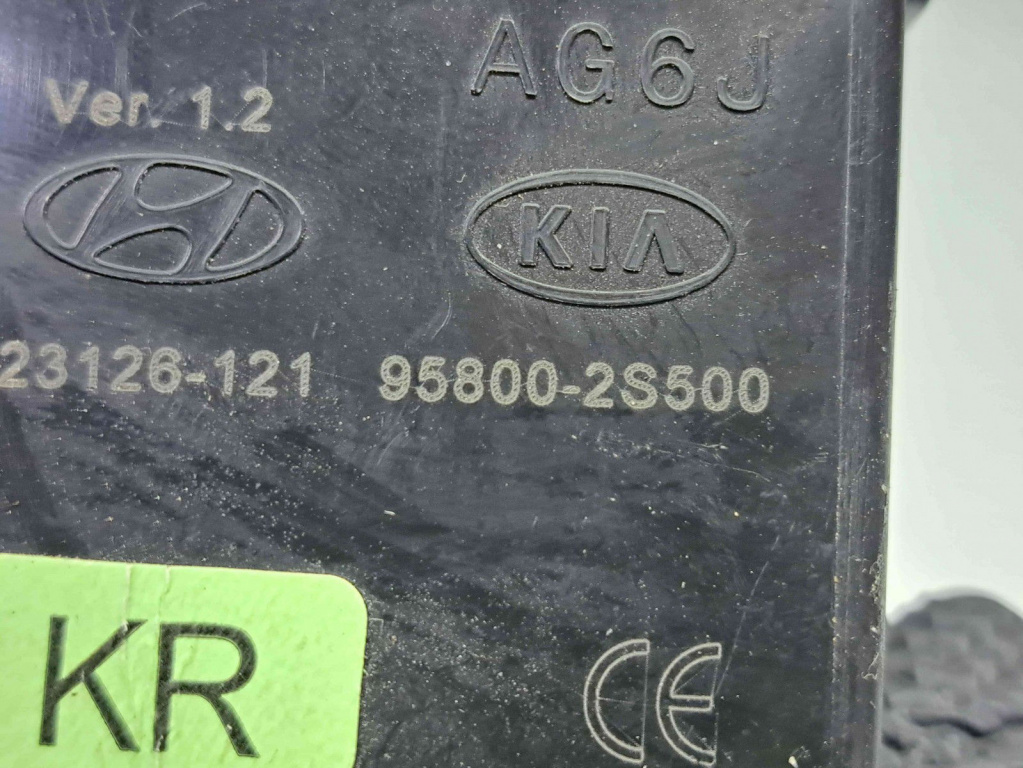 AG6J
Ver. 1.2
KIA
23126-121 95800-2S500
KR
CE